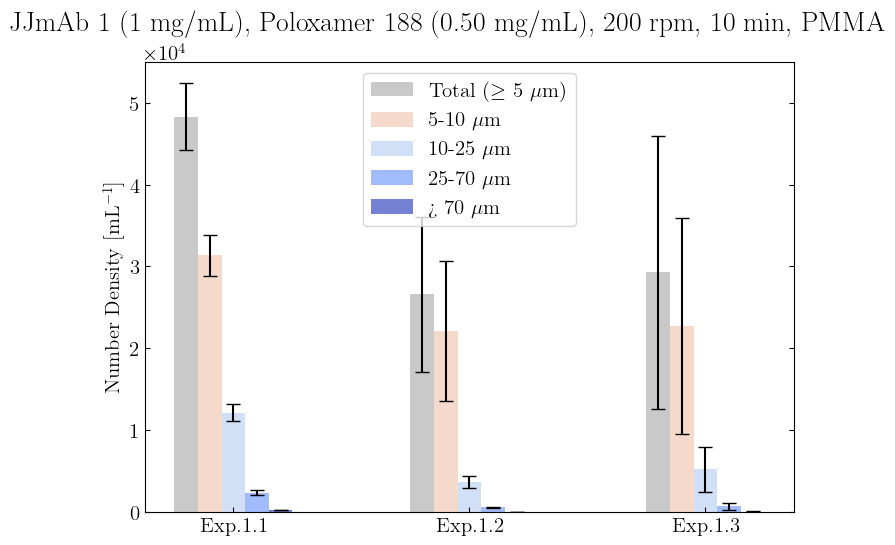 JJmAb 1 (1 mg/mL), Poloxamer 188 (0.50 mg/mL), 200 rpm, 10 min, PMMA
×10⁴
Total (≥ 5 μm)
5-10 μm
10-25 μm
25-70 μm
¿ 70 μm
Number Density [mL⁻¹]
5
4
3
2
1
0
Exp.1.1
Exp.1.2
Exp.1.3